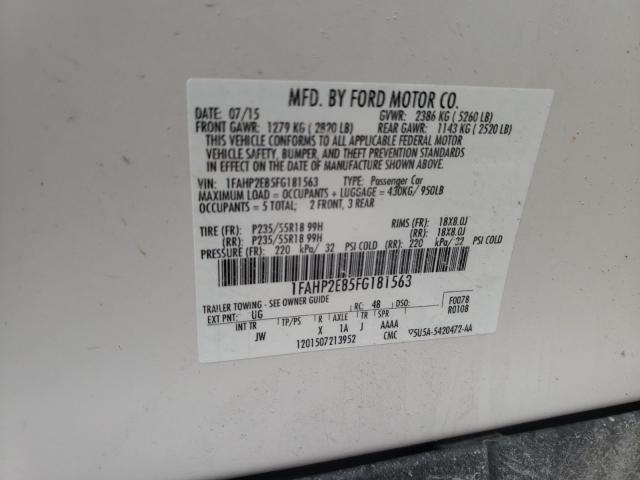 MFD. BY FORD MOTOR CO.
DATE: 07/15 GVWR: 2386 KG ( 5260 LB)
FRONT GAWR: 1279 KG ( 2820 LB) REAR GAWR: 1143 KG ( 2520 LB)
THIS VEHICLE CONFORMS TO ALL APPLICABLE FEDERAL MOTOR
VEHICLE SAFETY, BUMPER, AND THEFT PREVENTION STANDARDS
IN EFFECT ON THE DATE OF MANUFACTURE SHOWN ABOVE.
VIN: 1FAHP2E85FG181563 TYPE: Passenger Car
MAXIMUM LOAD = OCCUPANTS + LUGGAGE = 430KG/ 950LB
OCCUPANTS = 5 TOTAL; 2 FRONT, 3 REAR
TIRE (FR): P235/55R18 99H RIMS (FR): 18X8.0J
(RR): P235/55R18 99H (RR): 18X8.0J
PRESSURE (FR): 220 kPa/ 32 PSI COLD (RR): 220 kPa/ 32 PSI COLD
1FAHP2E85FG181563
TRAILER TOWING - SEE OWNER GUIDE F0078
EXT PNT: UG RC: 48 DSO: R0108
INT TR TP/PS R AXLE TR SPR
JW X 1A J AAAA
1201507213952 CMC ▽5U5A-5420472-AA